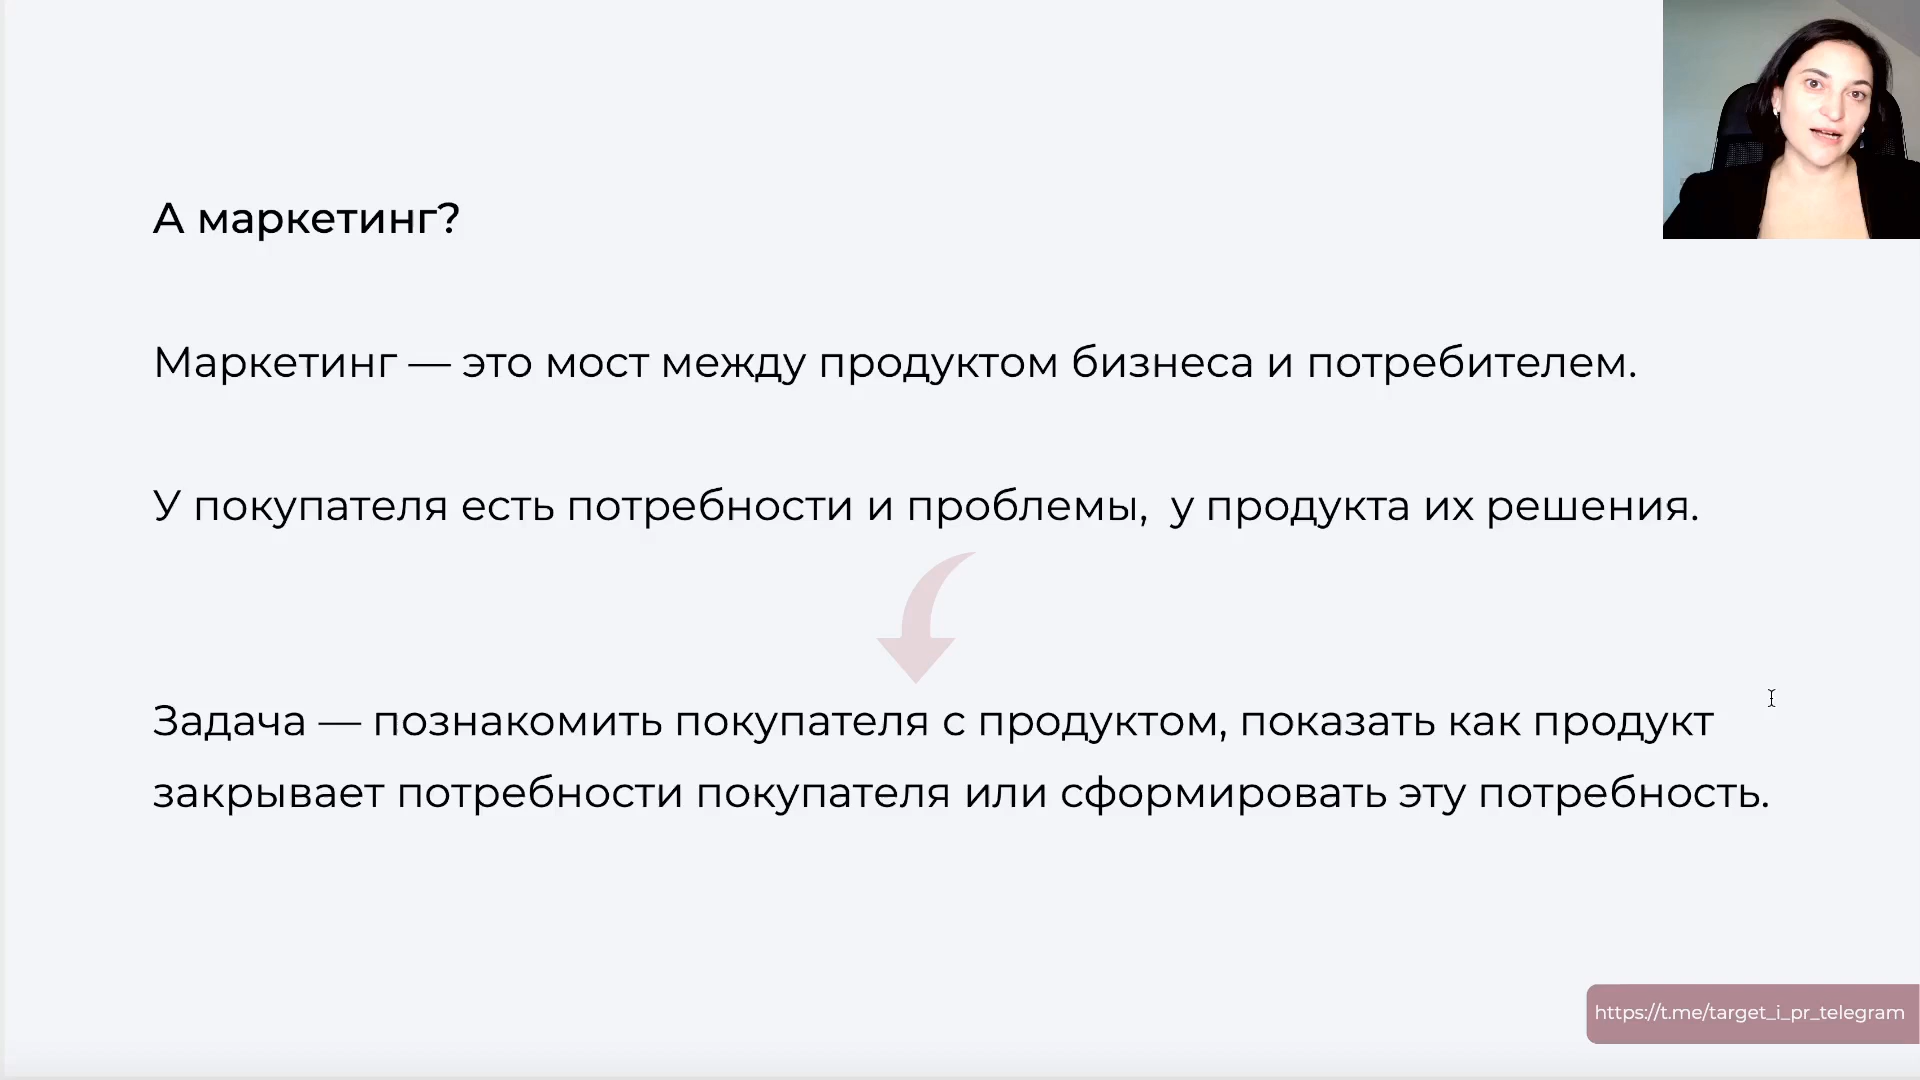 А маркетинг?
Маркетинг — это мост между продуктом бизнеса и потребителем.
У покупателя есть потребности и проблемы,  у продукта их решения.
Задача — познакомить покупателя с продуктом, показать как продукт
закрывает потребности покупателя или сформировать эту потребность.
https://t.me/target_i_pr_telegram